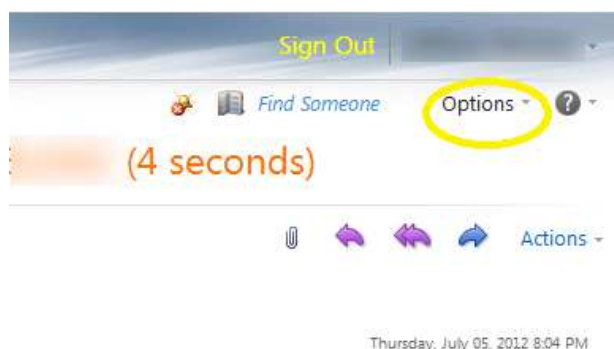 Sign Out
Find Someone Options ?
(4 seconds)
Actions
Thursday, July 05, 2012 8:04 PM